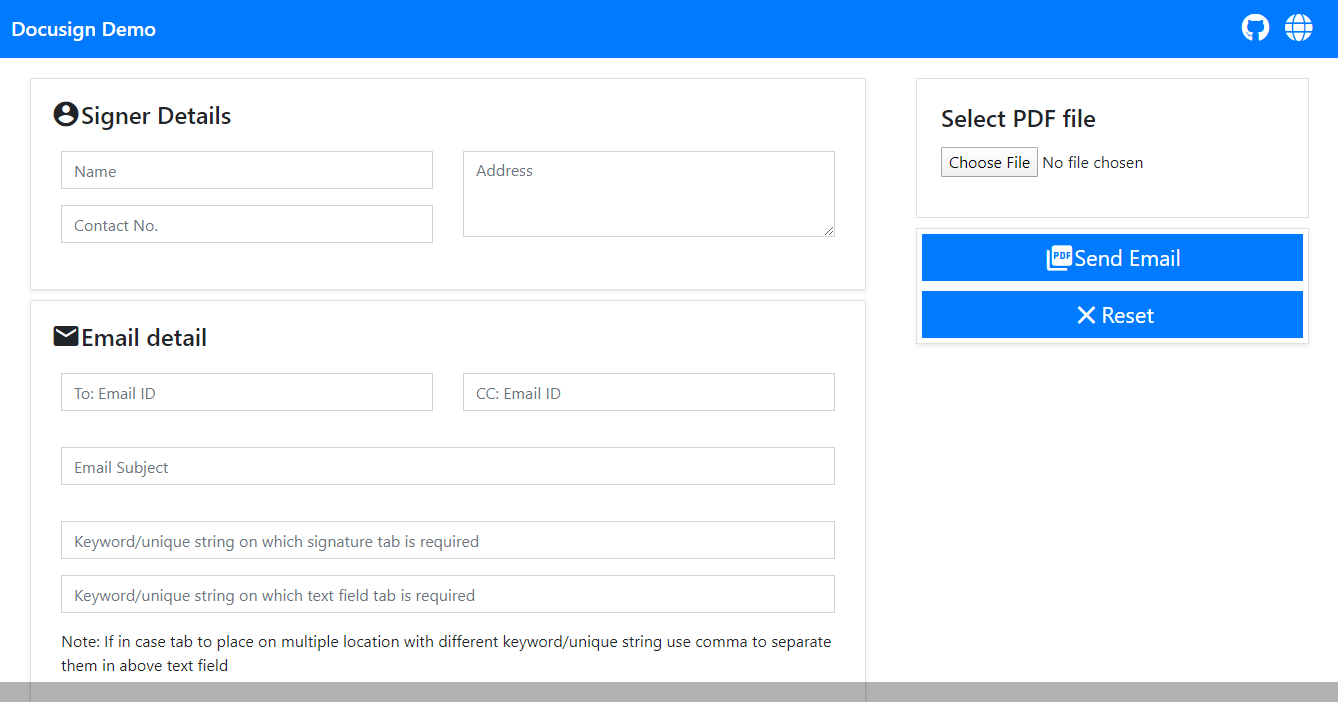 Docusign Demo
Signer Details
Name
Address
Contact No.
Email detail
To: Email ID
CC: Email ID
Email Subject
Keyword/unique string on which signature tab is required
Keyword/unique string on which text field tab is required
Note: If in case tab to place on multiple location with different keyword/unique string use comma to separate
them in above text field
Select PDF file
Choose File No file chosen
PDF Send Email
Reset